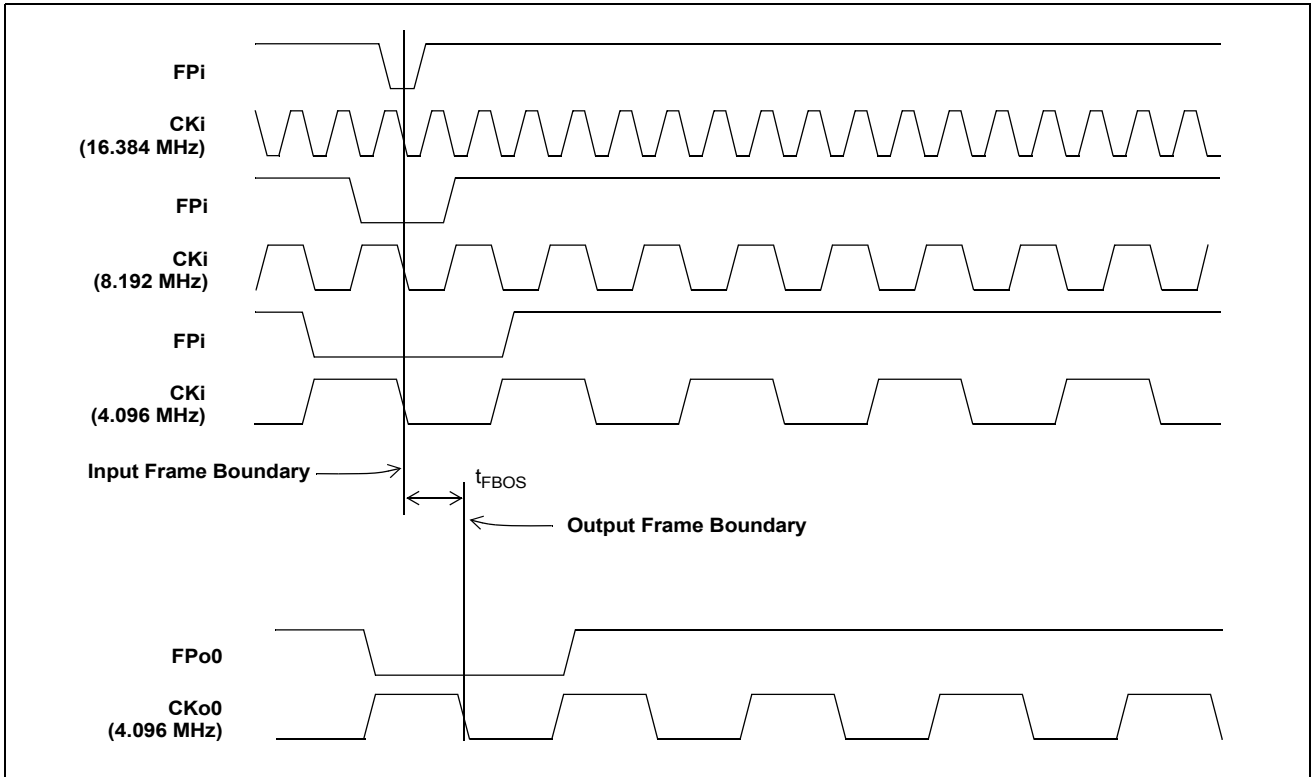 FPi
CKi
(16.384 MHz)
FPi
CKi
(8.192 MHz)
FPi
CKi
(4.096 MHz)
Input Frame Boundary
tFBOS
Output Frame Boundary
FPo0
CKo0
(4.096 MHz)